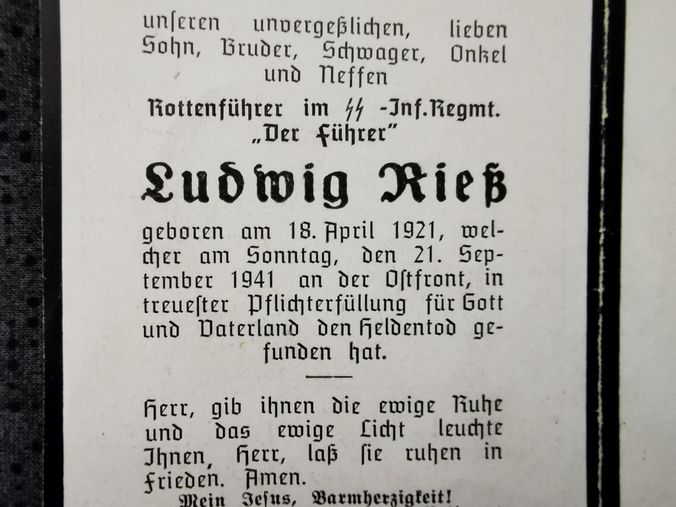 unſeren unvergeßlichen, lieben
Sohn, Bruder, Schwager, Onkel
und Neffen
Rottenführer im ᛋᛋ -Inf.Regmt.
„Der Führer”
Ludwig Rieß
geboren am 18. April 1921, wel-
cher am Sonntag, den 21. Sep-
tember 1941 an der Oſtfront, in
treueſter Pflichterfüllung für Gott
und Vaterland den Heldentod ge-
funden hat.
Herr, gib ihnen die ewige Ruhe
und das ewige Licht leuchte
Ihnen, Herr, laß ſie ruhen in
Frieden. Amen.
Mein Jeſus, Barmherzigkeit!